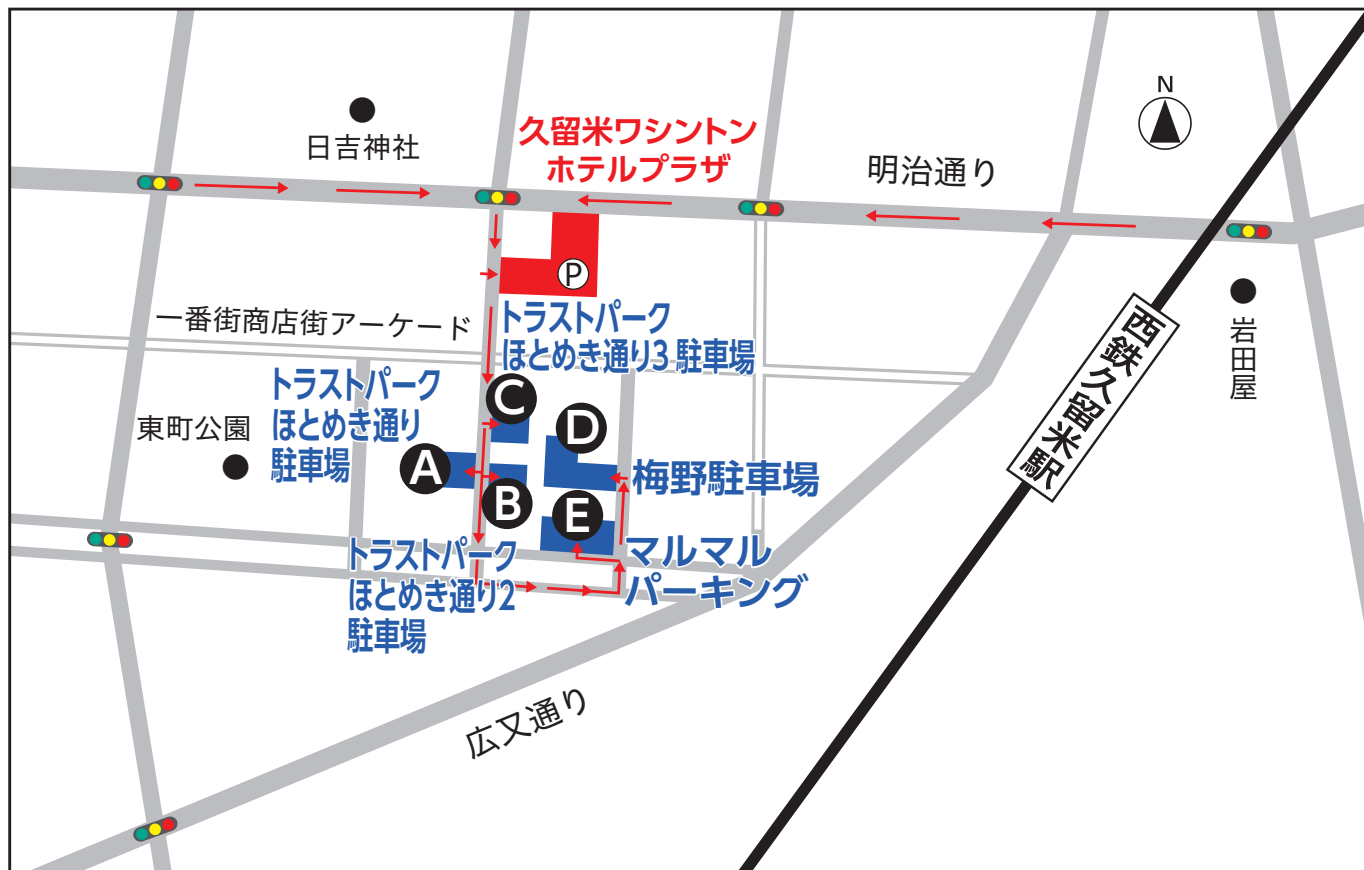 N
久留米ワシントン
ホテルプラザ
日吉神社
明治通り
P
一番街商店街アーケード
トラストパーク
ほとめき通り3 駐車場
西鉄久留米駅
岩田屋
トラストパーク
ほとめき通り
駐車場
東町公園
C
D
A
B
E
梅野駐車場
マルマル
パーキング
トラストパーク
ほとめき通り2
駐車場
広又通り